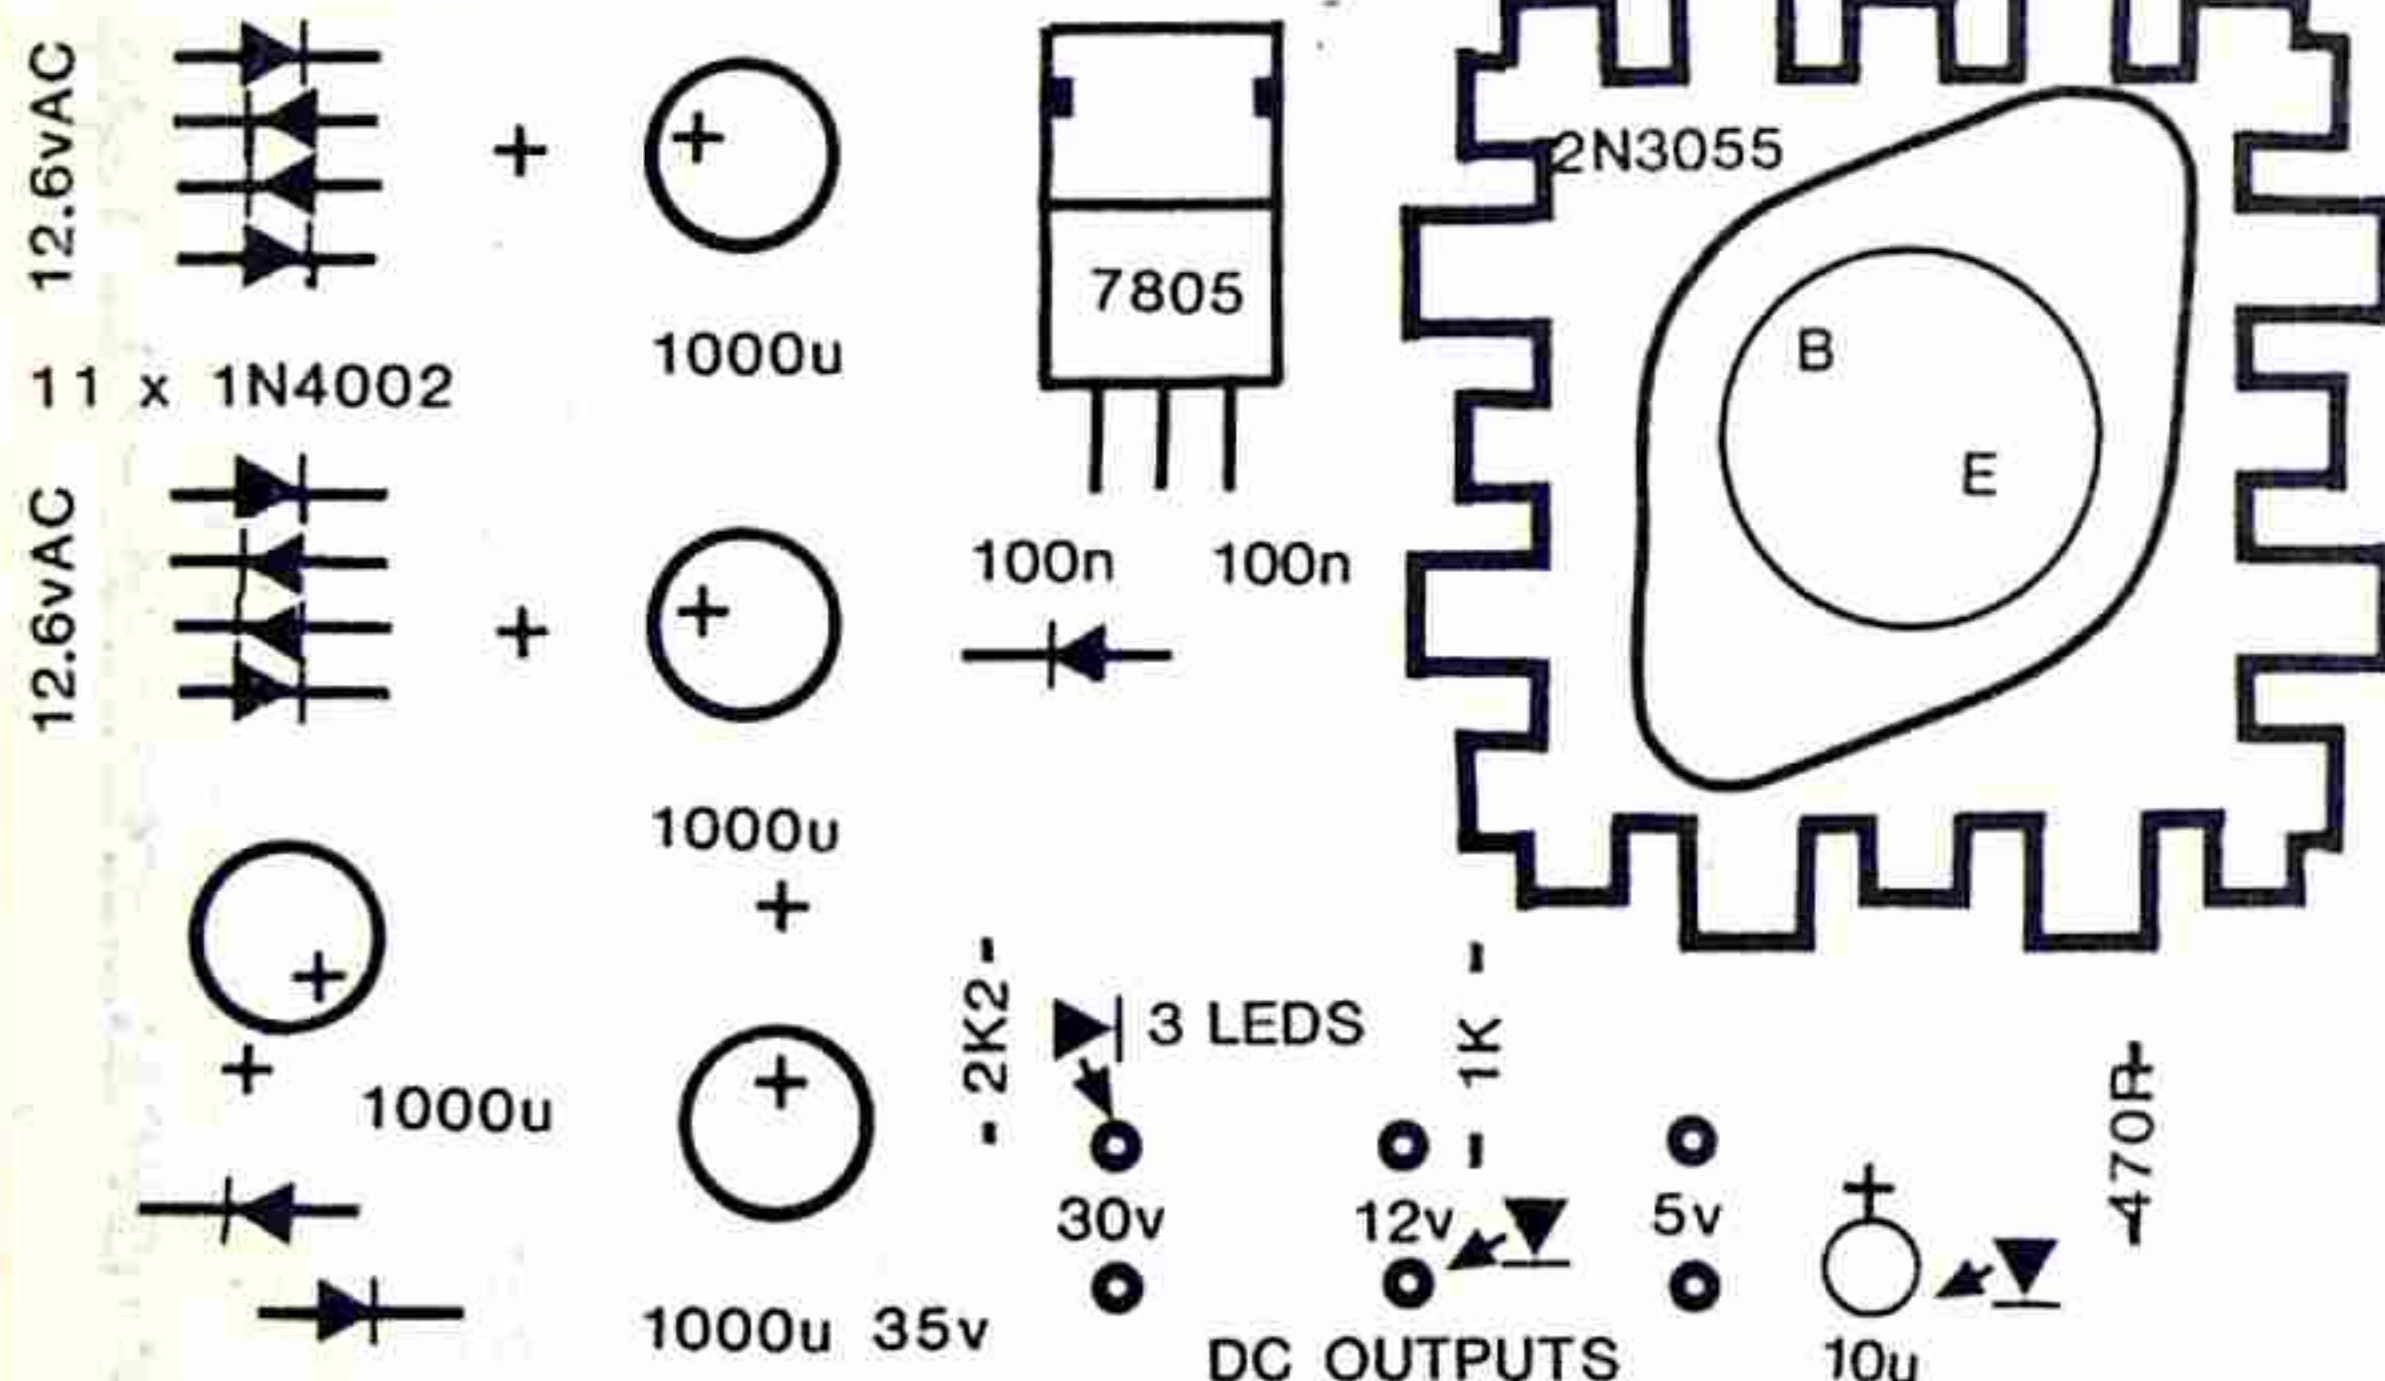 12.6vAC
+
+
1000u
7805
2N3055
B
E
11 x 1N4002
12.6vAC
+
+
1000u
100n
100n
+
1000u
+
+
+
1000u 35v
- 2K2 -
3 LEDS
- 1K -
30v
12v
5v
+
-470R-
DC OUTPUTS
10u